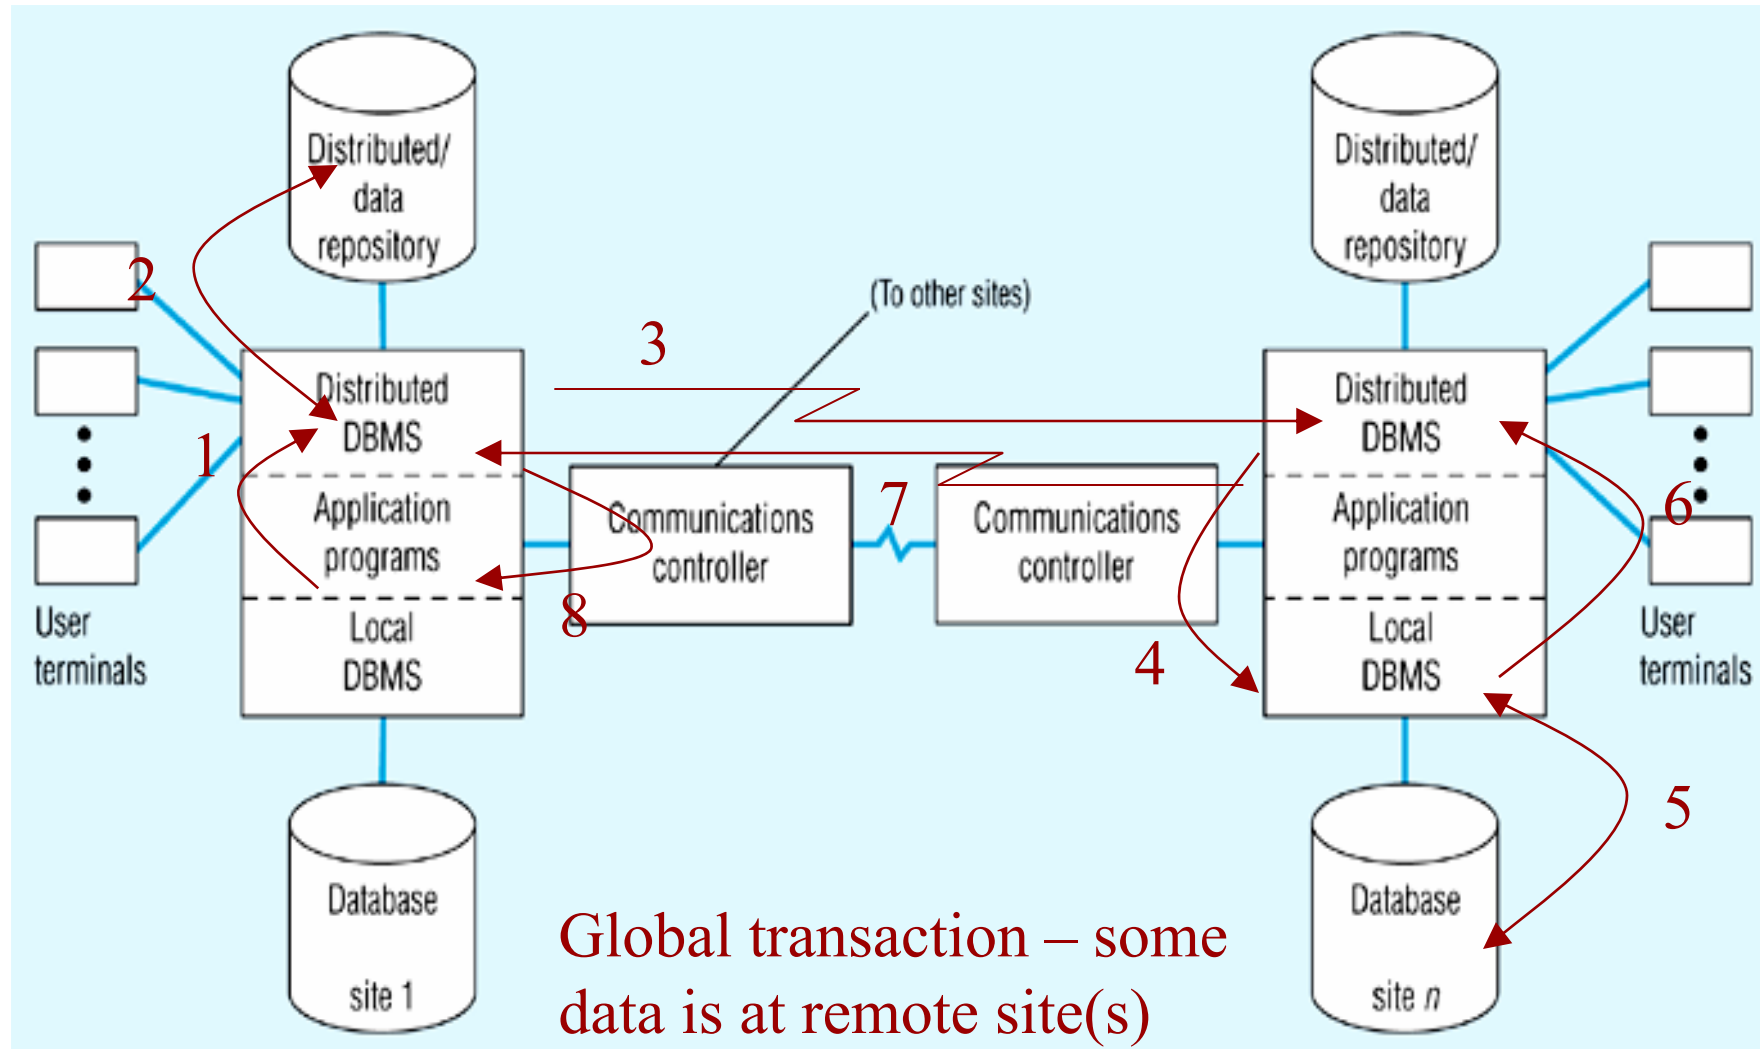 Distributed/
data
repository
Distributed/
data
repository
2
(To other sites)
3
Distributed
DBMS
Distributed
DBMS
1
Application
programs
Communications
controller
7
Communications
controller
Application
programs
6
8
4
User
terminals
Local
DBMS
Local
DBMS
User
terminals
5
Database
site 1
Database
site n
Global transaction – some
data is at remote site(s)